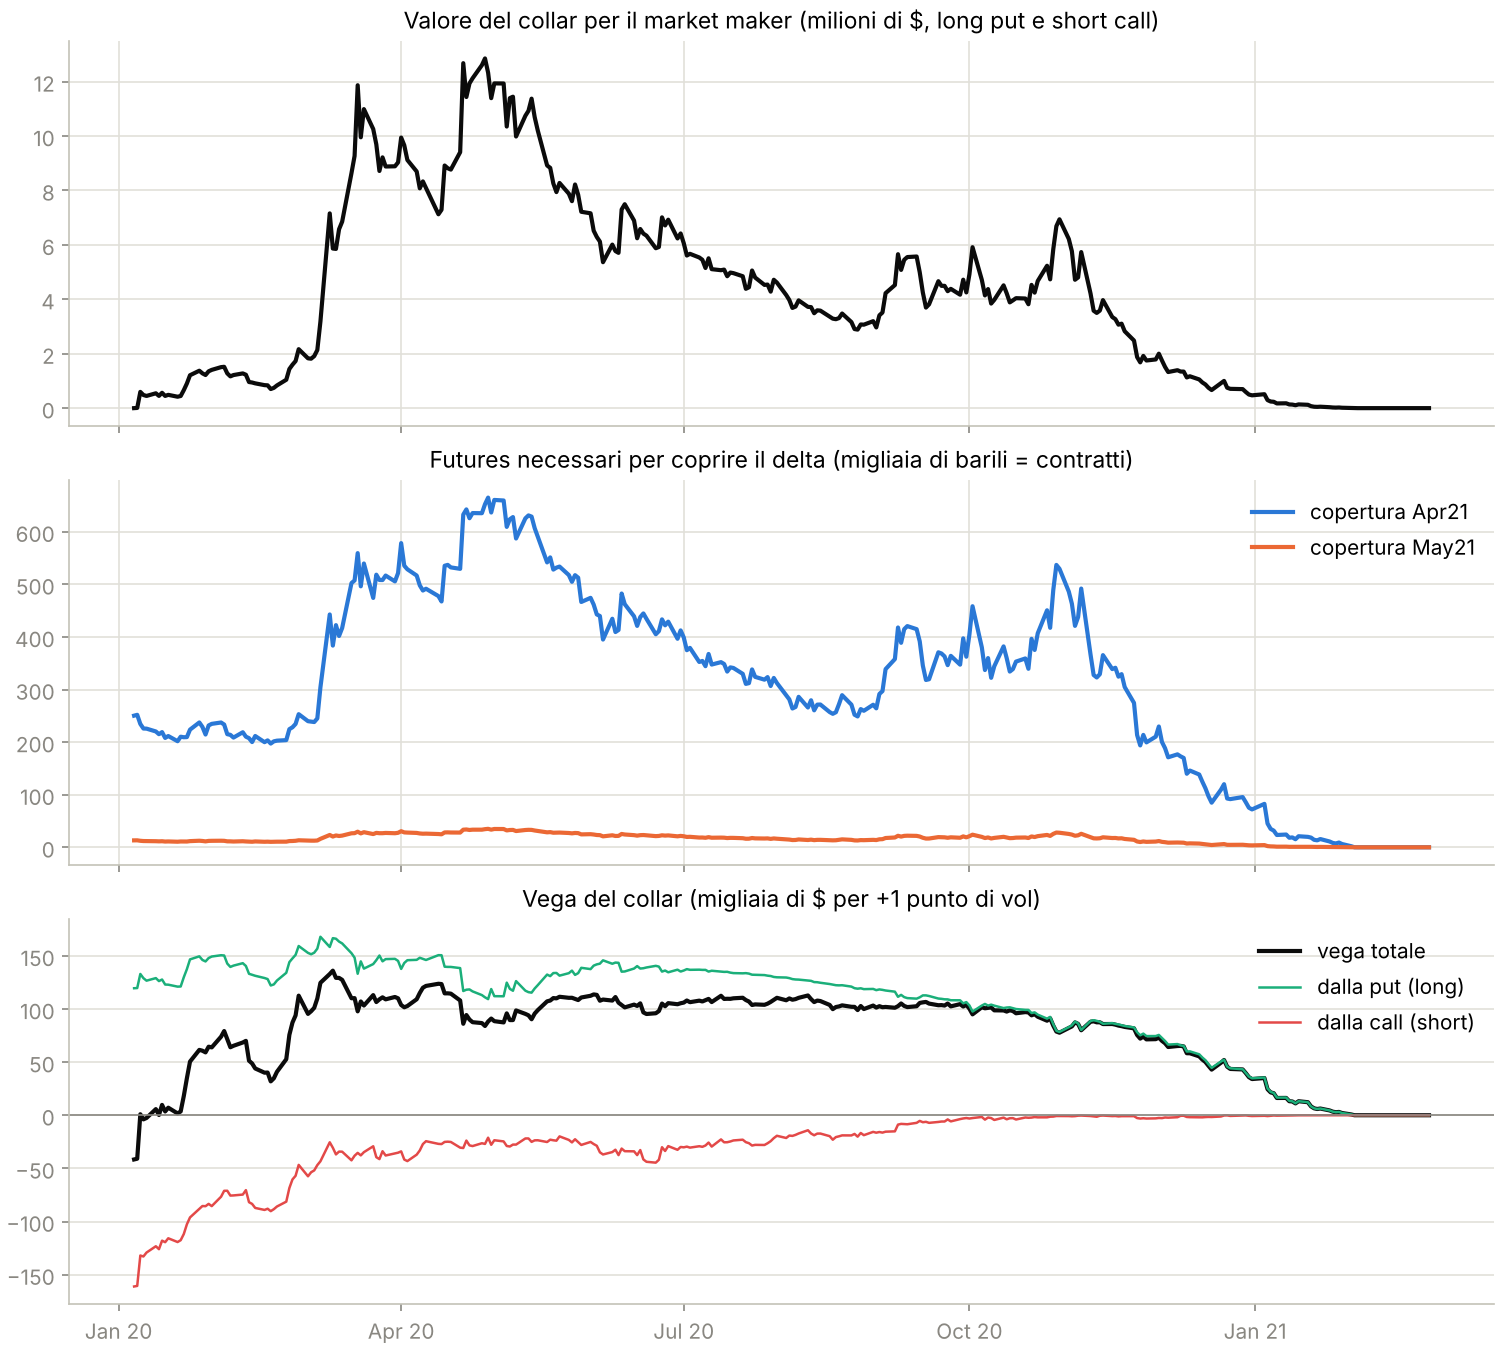 Valore del collar per il market maker (milioni di $, long put e short call)
12
10
8
6
4
2
0
Futures necessari per coprire il delta (migliaia di barili = contratti)
600
500
400
300
200
100
0
copertura Apr21
copertura May21
Vega del collar (migliaia di $ per +1 punto di vol)
150
100
50
0
−50
−100
−150
vega totale
dalla put (long)
dalla call (short)
Jan 20
Apr 20
Jul 20
Oct 20
Jan 21